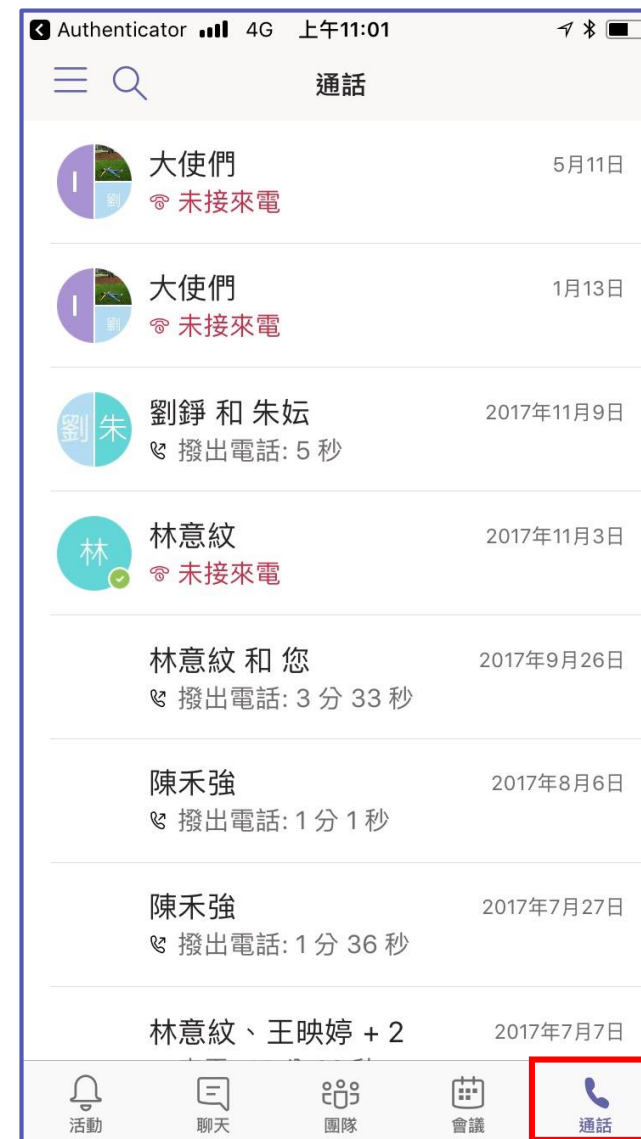 Authenticator 4G 上午11:01
通話
I 劉
大使們 5月11日
未接來電
I 劉
大使們 1月13日
未接來電
劉 朱
劉錚 和 朱妘 2017年11月9日
撥出電話: 5 秒
林
林意紋 2017年11月3日
未接來電
林意紋 和 您 2017年9月26日
撥出電話: 3 分 33 秒
陳禾強 2017年8月6日
撥出電話: 1 分 1 秒
陳禾強 2017年7月27日
撥出電話: 1 分 36 秒
林意紋、王映婷 + 2 2017年7月7日
活動 聊天 團隊 會議 通話